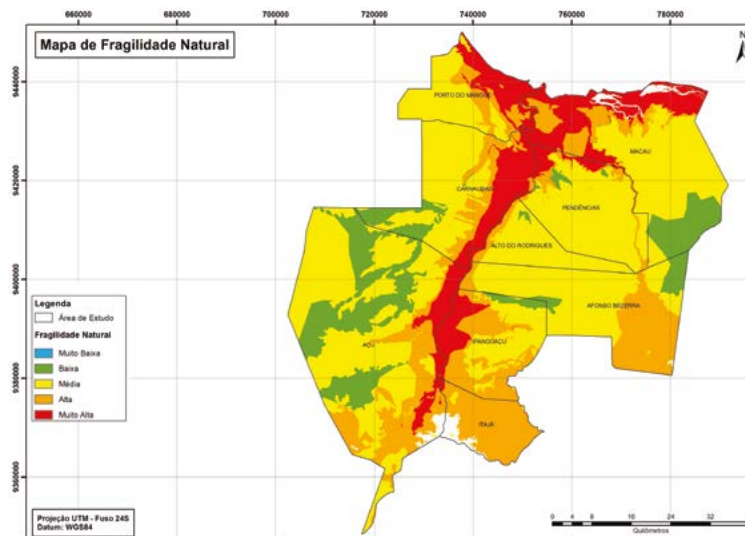 660000 680000 700000 720000 740000 760000 780000
Mapa de Fragilidade Natural
N
9440000
9420000
9400000
9380000
9360000
PORTO DO MANGUE
MACAU
CARNAUBAIS
PENDÊNCIAS
ALTO DO RODRIGUES
AFONSO BEZERRA
AÇU
IPANGUAÇU
ITAJÁ
Legenda
Área de Estudo
Fragilidade Natural
Muito Baixa
Baixa
Média
Alta
Muito Alta
Projeção UTM - Fuso 24S
Datum: WGS84
0 4 8 16 24 32
Quilômetros